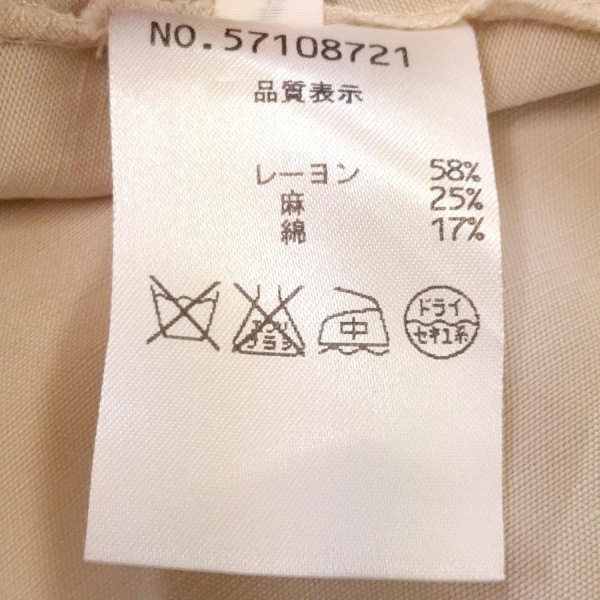 NO.57108721
品質表示
レーヨン 58%
麻 25%
綿 17%
エンソ サラシ 中 ドライ セキユ系